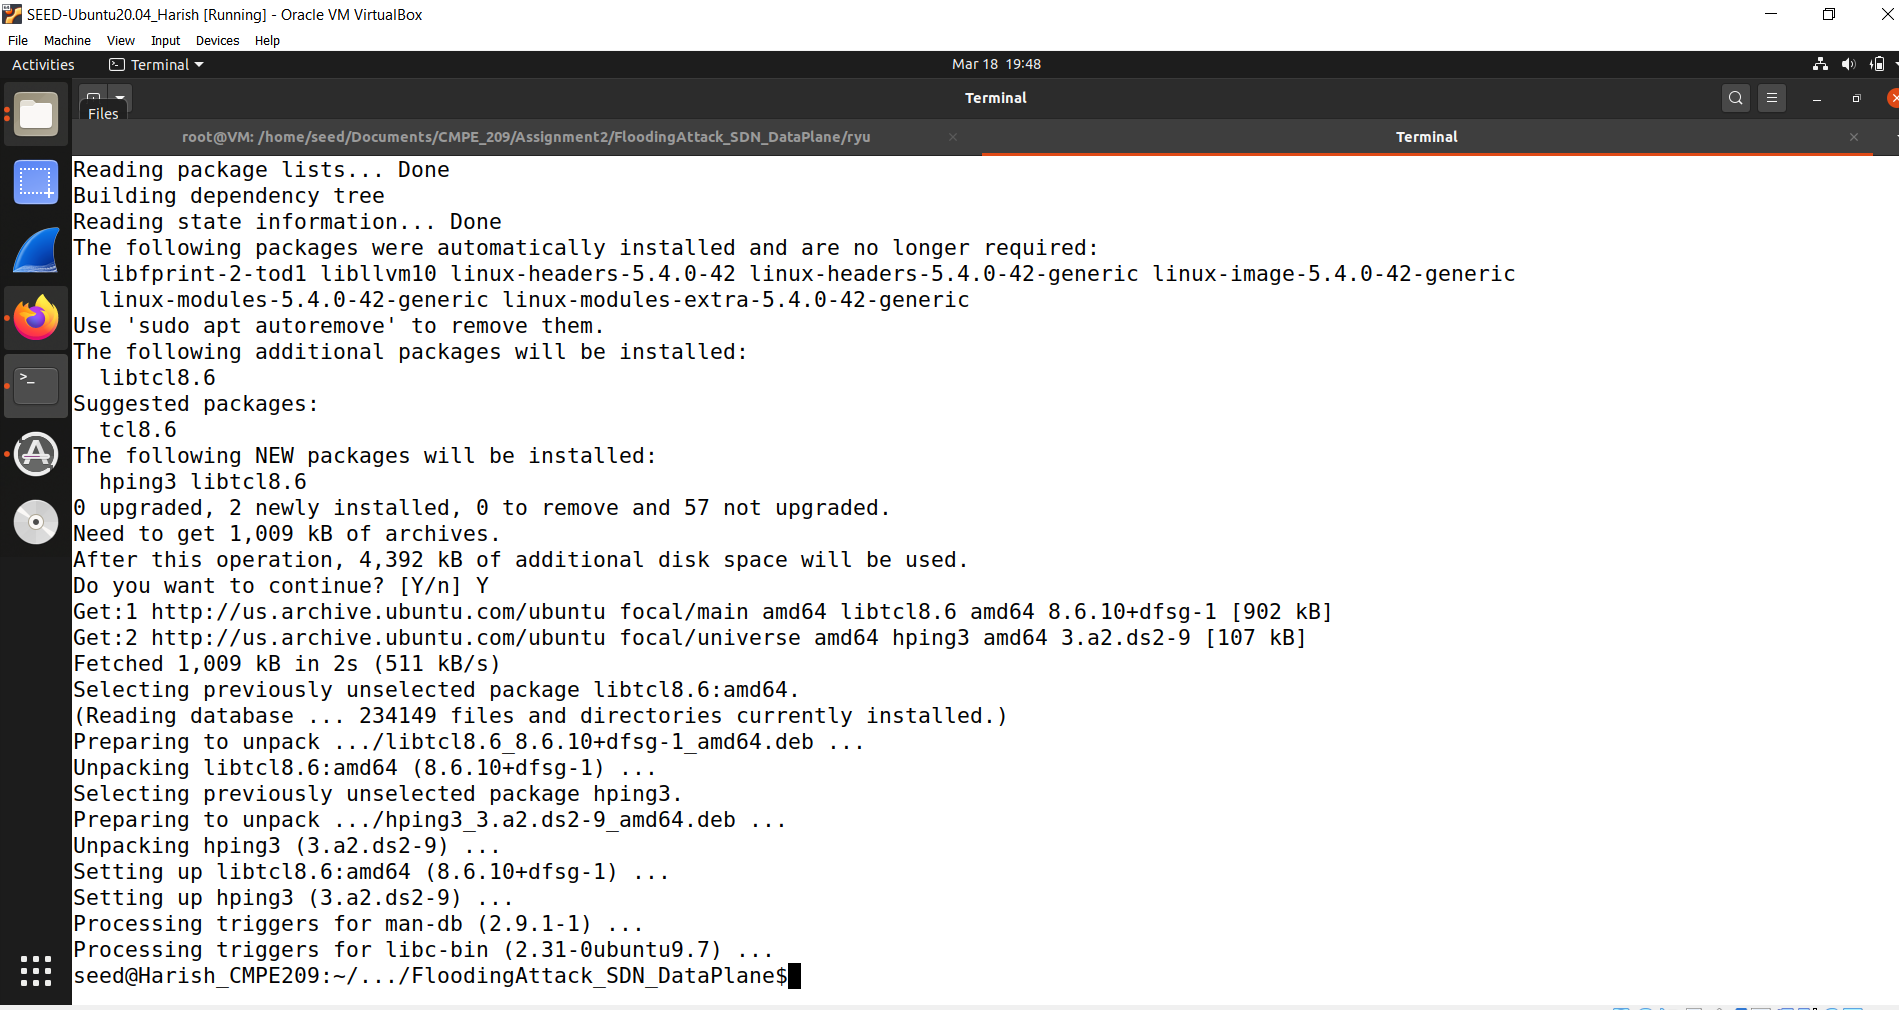 SEED-Ubuntu20.04_Harish [Running] - Oracle VM VirtualBox
File Machine View Input Devices Help
Activities Terminal Mar 18 19:48
Terminal
Files
root@VM: /home/seed/Documents/CMPE_209/Assignment2/FloodingAttack_SDN_DataPlane/ryu Terminal
Reading package lists... Done
Building dependency tree
Reading state information... Done
The following packages were automatically installed and are no longer required:
  libfprint-2-tod1 libllvm10 linux-headers-5.4.0-42 linux-headers-5.4.0-42-generic linux-image-5.4.0-42-generic
  linux-modules-5.4.0-42-generic linux-modules-extra-5.4.0-42-generic
Use 'sudo apt autoremove' to remove them.
The following additional packages will be installed:
  libtcl8.6
Suggested packages:
  tcl8.6
The following NEW packages will be installed:
  hping3 libtcl8.6
0 upgraded, 2 newly installed, 0 to remove and 57 not upgraded.
Need to get 1,009 kB of archives.
After this operation, 4,392 kB of additional disk space will be used.
Do you want to continue? [Y/n] Y
Get:1 http://us.archive.ubuntu.com/ubuntu focal/main amd64 libtcl8.6 amd64 8.6.10+dfsg-1 [902 kB]
Get:2 http://us.archive.ubuntu.com/ubuntu focal/universe amd64 hping3 amd64 3.a2.ds2-9 [107 kB]
Fetched 1,009 kB in 2s (511 kB/s)
Selecting previously unselected package libtcl8.6:amd64.
(Reading database ... 234149 files and directories currently installed.)
Preparing to unpack .../libtcl8.6_8.6.10+dfsg-1_amd64.deb ...
Unpacking libtcl8.6:amd64 (8.6.10+dfsg-1) ...
Selecting previously unselected package hping3.
Preparing to unpack .../hping3_3.a2.ds2-9_amd64.deb ...
Unpacking hping3 (3.a2.ds2-9) ...
Setting up libtcl8.6:amd64 (8.6.10+dfsg-1) ...
Setting up hping3 (3.a2.ds2-9) ...
Processing triggers for man-db (2.9.1-1) ...
Processing triggers for libc-bin (2.31-0ubuntu9.7) ...
seed@Harish_CMPE209:~/.../FloodingAttack_SDN_DataPlane$